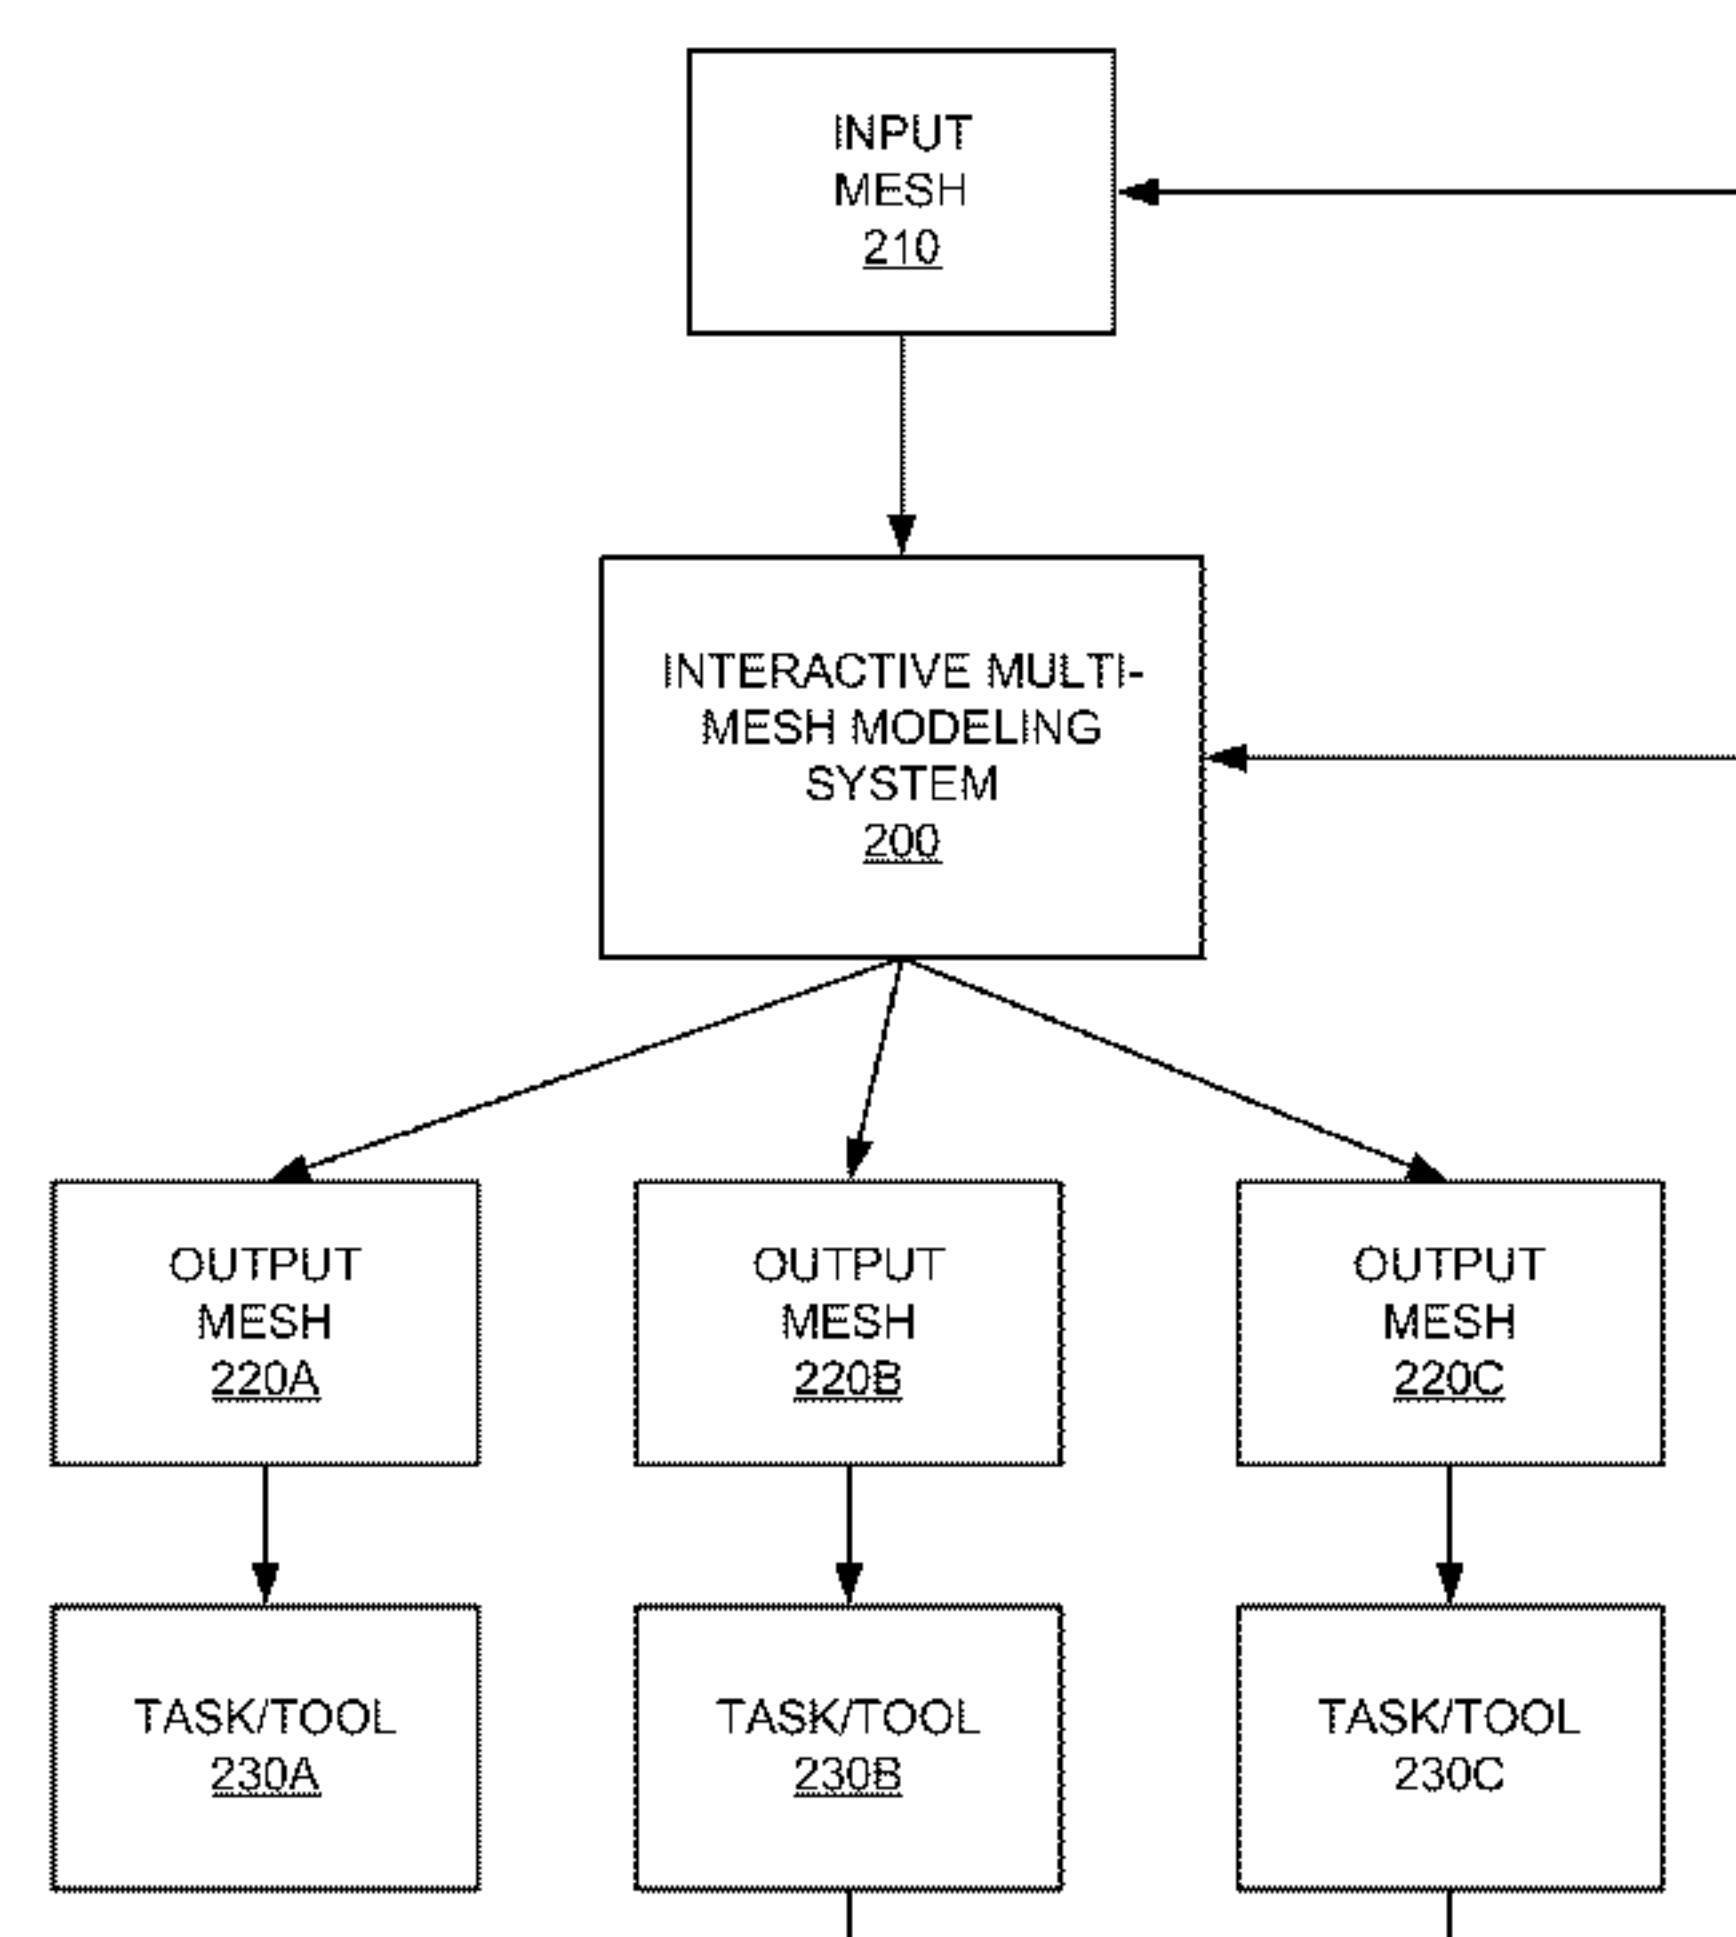 INPUT
MESH
210
INTERACTIVE MULTI-
MESH MODELING
SYSTEM
200
OUTPUT
MESH
220A
OUTPUT
MESH
220B
OUTPUT
MESH
220C
TASK/TOOL
230A
TASK/TOOL
230B
TASK/TOOL
230C